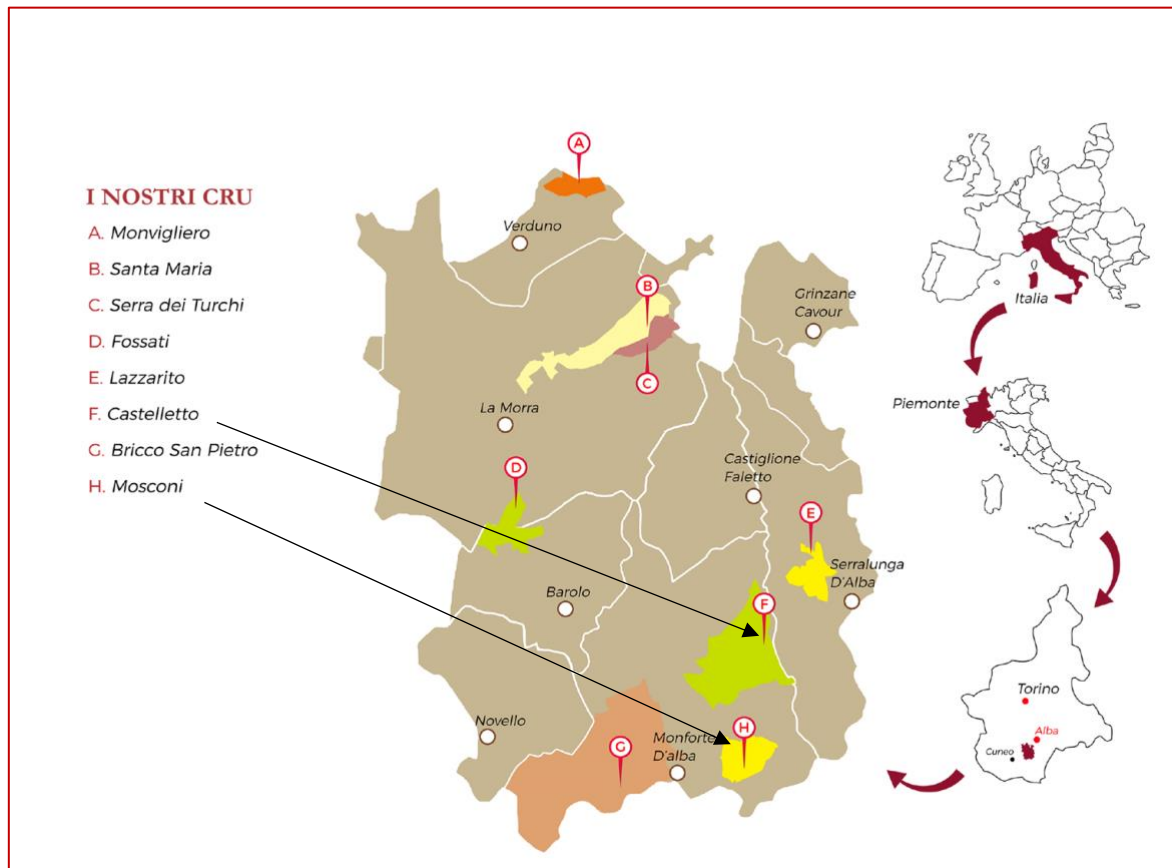 I NOSTRI CRU
A. Monvigliero
B. Santa Maria
C. Serra dei Turchi
D. Fossati
E. Lazzarito
F. Castelletto
G. Bricco San Pietro
H. Mosconi
A
Verduno
B
Grinzane
Cavour
C
La Morra
D
Castiglione
Faletto
E
Serralunga
D'Alba
Barolo
F
Novello
G
Monforte
D'alba
H
Italia
Piemonte
Torino
Alba
Cuneo